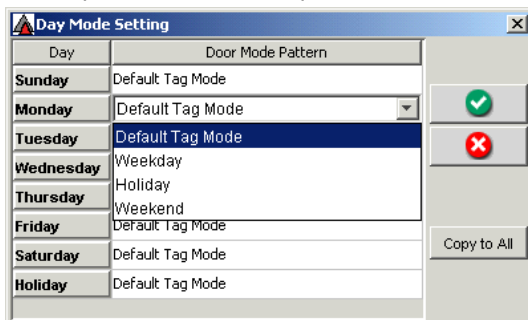 Day Mode Setting
Day Door Mode Pattern
Sunday Default Tag Mode
Monday Default Tag Mode
Tuesday Default Tag Mode
Wednesday Weekday
Holiday
Thursday
Weekend
Friday Default Tag Mode
Saturday Default Tag Mode
Copy to All
Holiday Default Tag Mode